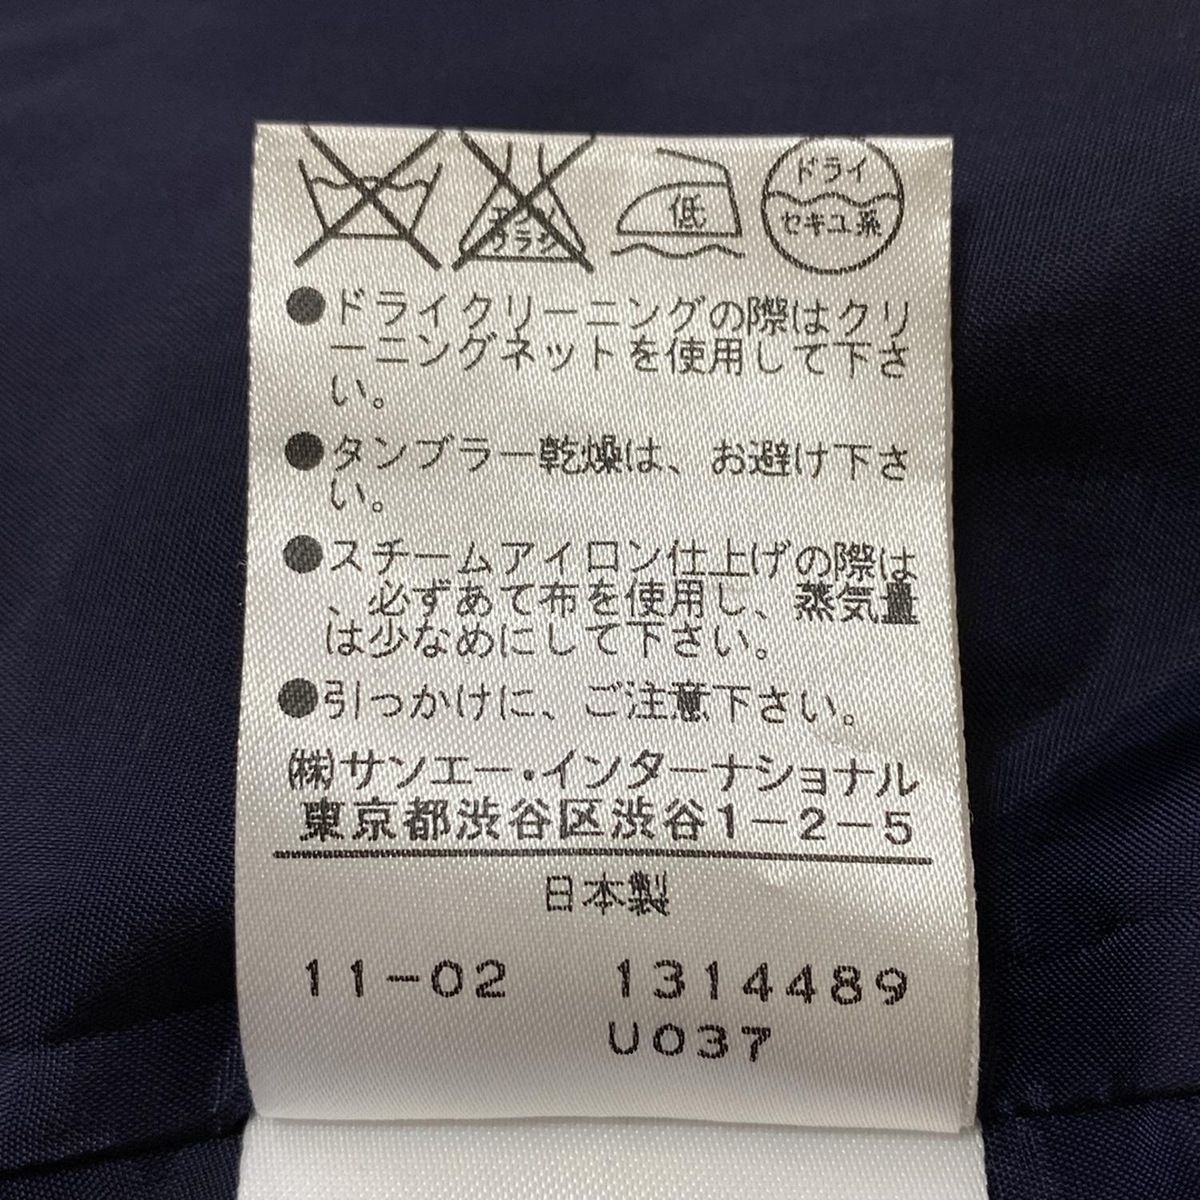 エンソ
サラシ
低
ドライ
セキユ系
●ドライクリーニングの際はクリ
ーニングネットを使用して下さ
い。
●タンブラー乾燥は、お避け下さ
い。
●スチームアイロン仕上げの際は
、必ずあて布を使用し、蒸気量
は少なめにして下さい。
●引っかけに、ご注意下さい。
㈱サンエー・インターナショナル
東京都渋谷区渋谷1-2-5
日本製
11-02 1314489
U037